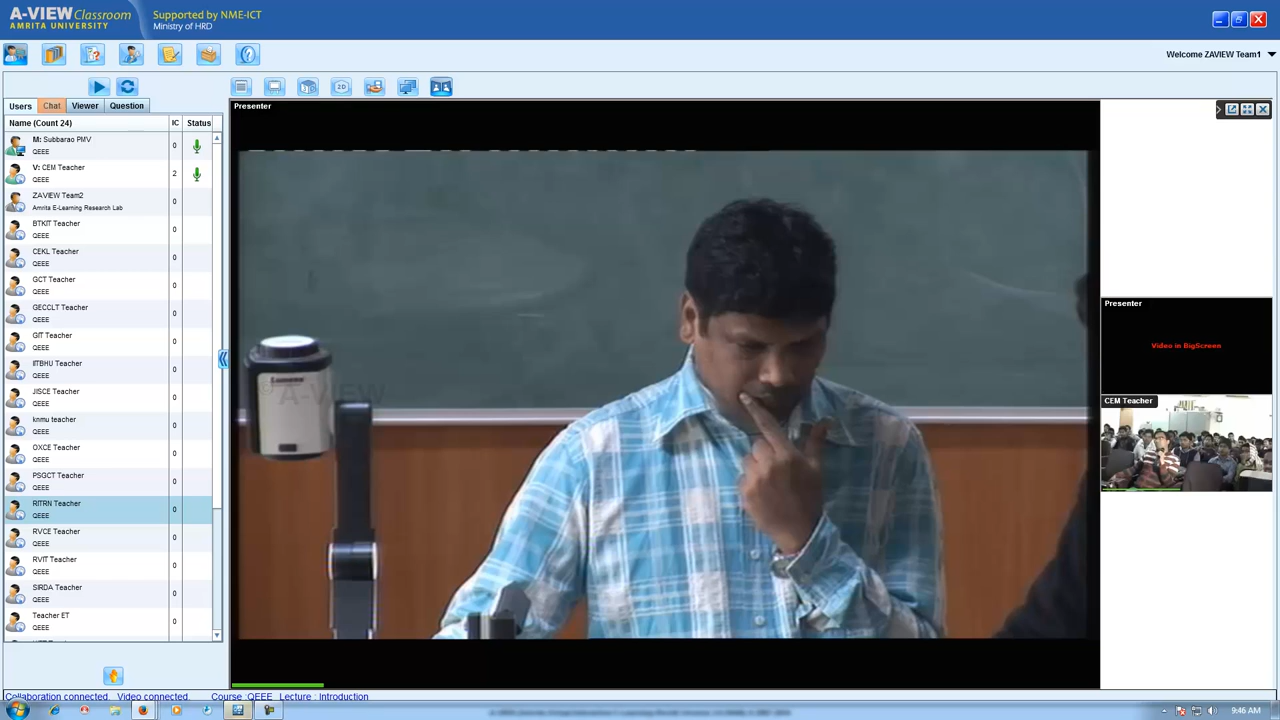 A-VIEW Classroom
AMRITA UNIVERSITY
Supported by NME-ICT
Ministry of HRD
Welcome ZAVIEW Team1
Users Chat Viewer Question
Name (Count 24) IC Status
M: Subbarao PMV
QEEE
0
V: CEM Teacher
QEEE
2
ZAVIEW Team2
Amrita E-Learning Research Lab
0
BTKIT Teacher
QEEE
0
CEKL Teacher
QEEE
0
GCT Teacher
QEEE
0
GECCLT Teacher
QEEE
0
GIT Teacher
QEEE
0
IITBHU Teacher
QEEE
0
JISCE Teacher
QEEE
0
knmu teacher
QEEE
0
OXCE Teacher
QEEE
0
PSGCT Teacher
QEEE
0
RITRN Teacher
QEEE
0
RVCE Teacher
QEEE
0
RVIT Teacher
QEEE
0
SIRDA Teacher
QEEE
0
Teacher ET
QEEE
0
2D
Presenter
Lumens
A-VIEW
Presenter
Video in BigScreen
CEM Teacher
Collaboration connected. Video connected. Course :QEEE Lecture : Introduction
9:46 AM